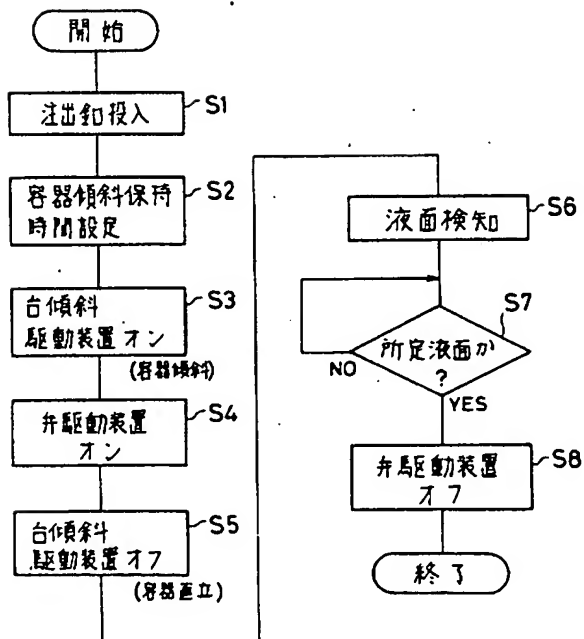 開始
注出釦投入
S1
容器傾斜保持
時間設定
S2
台傾斜
駆動装置オン
S3
(容器傾斜)
弁駆動装置
オン
S4
台傾斜
駆動装置オフ
S5
(容器直立)
液面検知
S6
所定液面か
?
S7
NO
YES
弁駆動装置
オフ
S8
終了